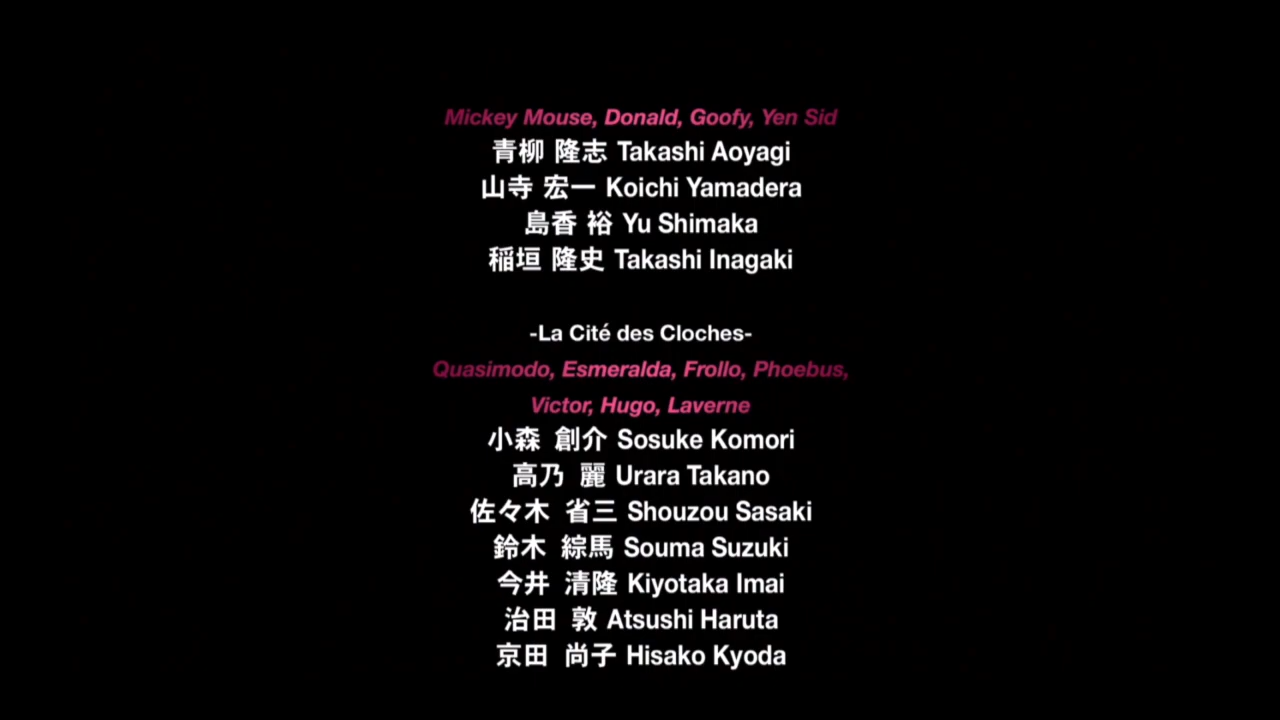 Mickey Mouse, Donald, Goofy, Yen Sid
青柳 隆志 Takashi Aoyagi
山寺 宏一 Koichi Yamadera
島香 裕 Yu Shimaka
稲垣 隆史 Takashi Inagaki
-La Cité des Cloches-
Quasimodo, Esmeralda, Frollo, Phoebus,
Victor, Hugo, Laverne
小森 創介 Sosuke Komori
高乃 麗 Urara Takano
佐々木 省三 Shouzou Sasaki
鈴木 綜馬 Souma Suzuki
今井 清隆 Kiyotaka Imai
治田 敦 Atsushi Haruta
京田 尚子 Hisako Kyoda